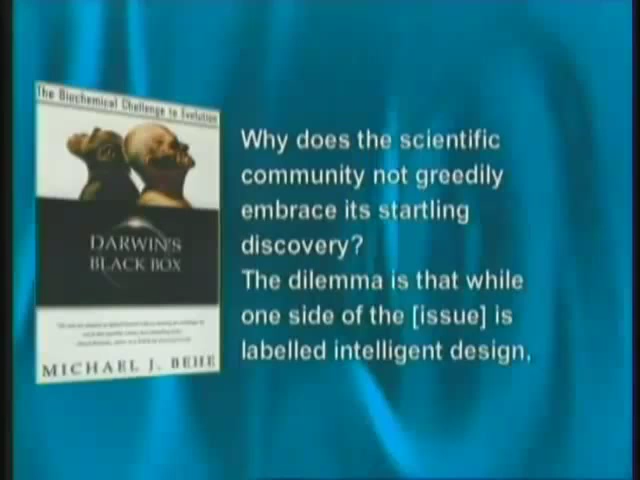 The Biochemical Challenge to Evolution
DARWIN'S
BLACK BOX
MICHAEL J. BEHE
Why does the scientific
community not greedily
embrace its startling
discovery?
The dilemma is that while
one side of the [issue] is
labelled intelligent design,